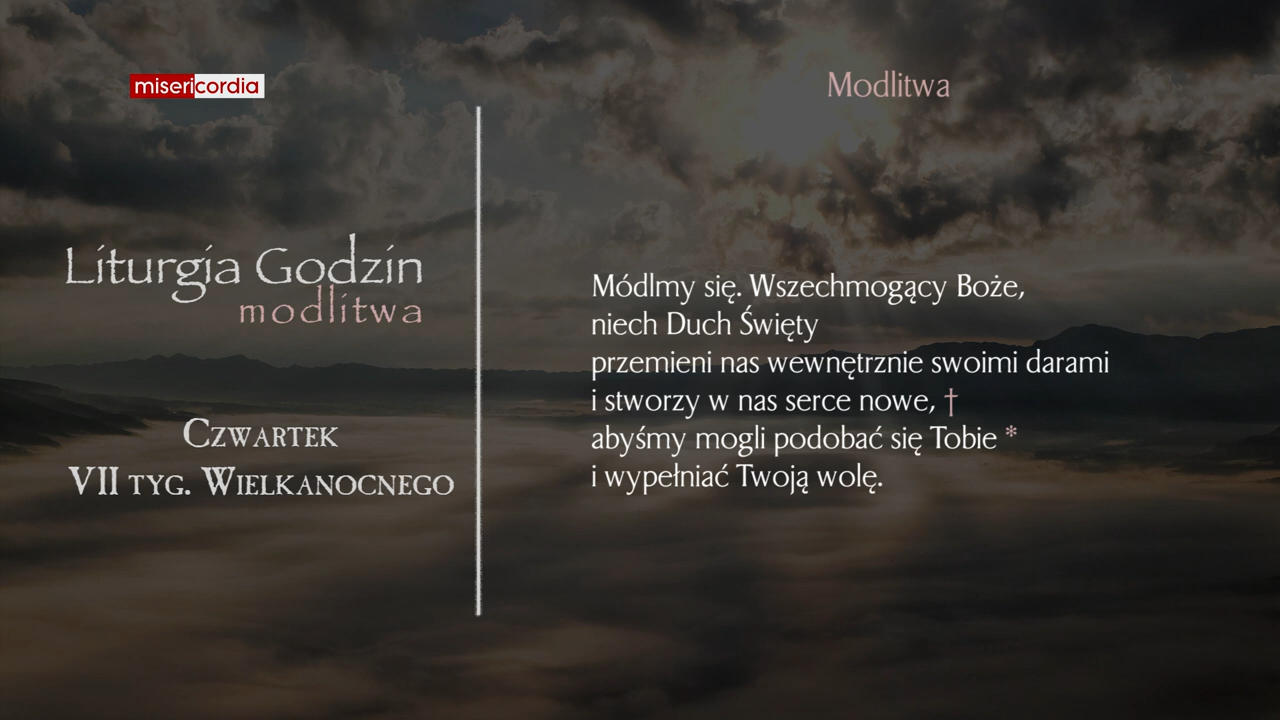 misericordia
Liturgia Godzin
modlitwa
Czwartek
VII tyg. Wielkanocnego
Modlitwa
Módlmy się. Wszechmogący Boże,
niech Duch Święty
przemieni nas wewnętrznie swoimi darami
i stworzy w nas serce nowe, †
abyśmy mogli podobać się Tobie *
i wypełniać Twoją wolę.